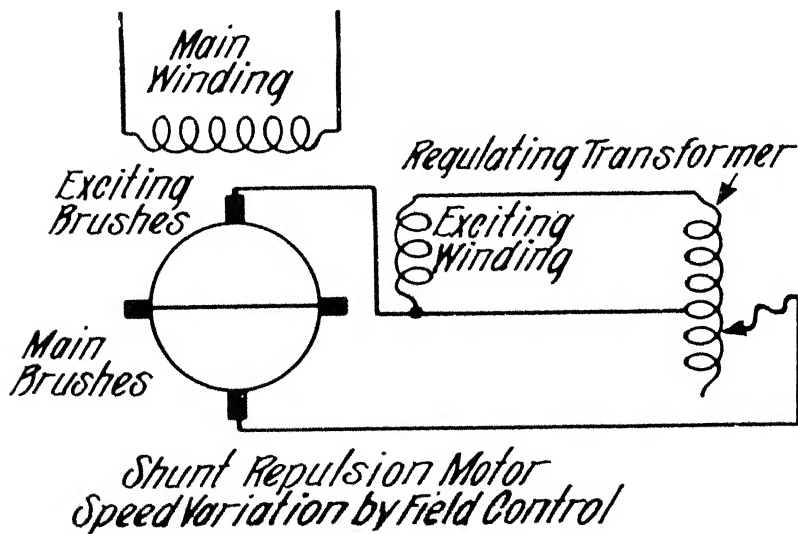 Main
Winding
Regulating Transformer
Exciting
Brushes
Exciting
Winding
Main
Brushes
Shunt Repulsion Motor
Speed Variation by Field Control